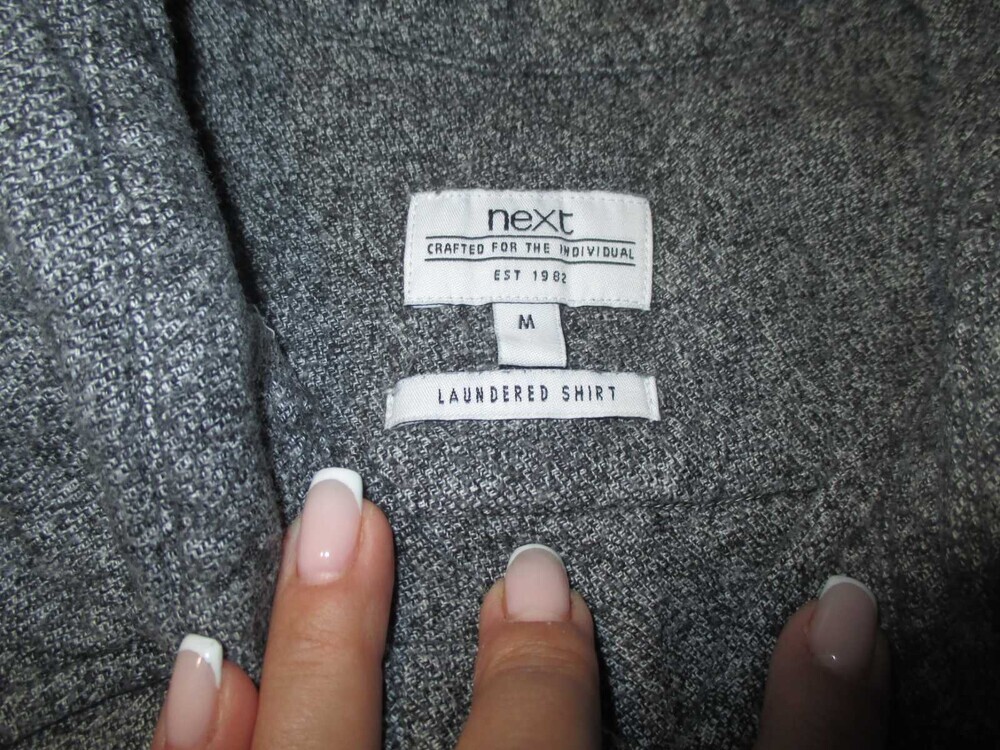 next
CRAFTED FOR THE INDIVIDUAL
EST 1982
M
LAUNDERED SHIRT